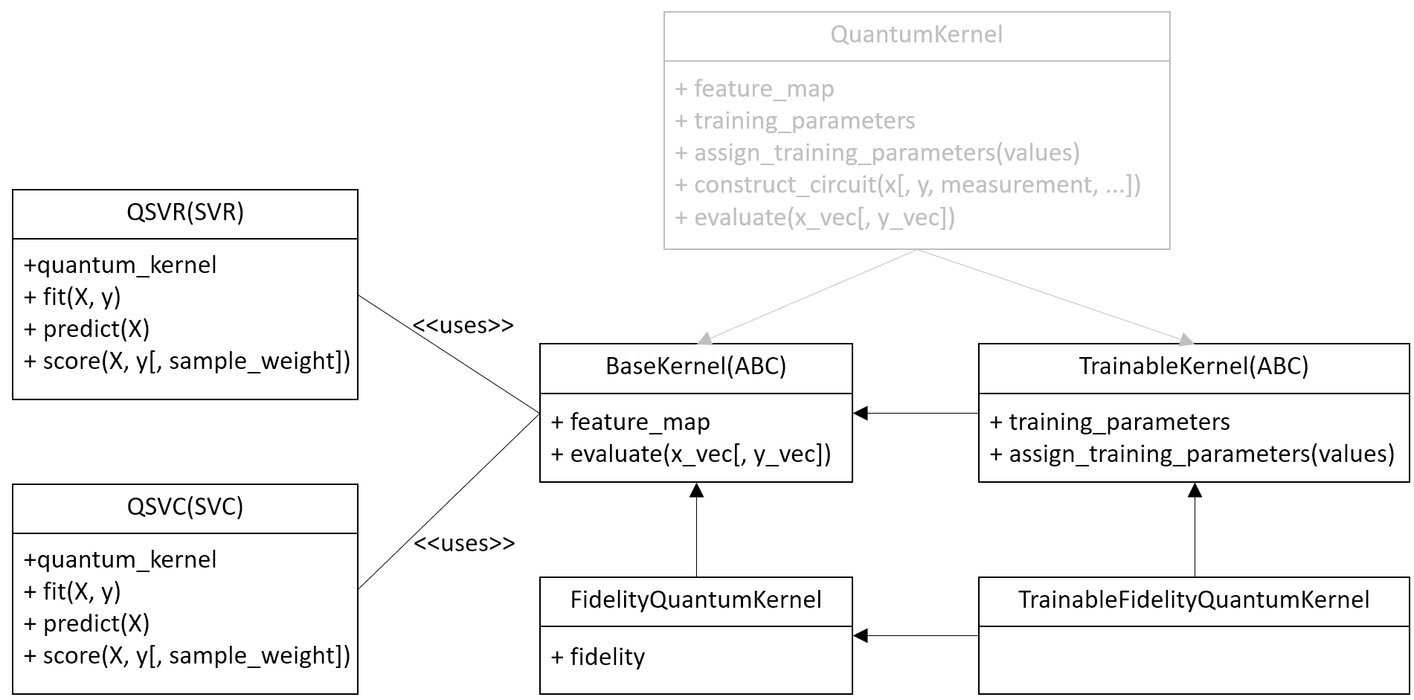 QuantumKernel
+ feature_map
+ training_parameters
+ assign_training_parameters(values)
+ construct_circuit(x[, y, measurement, ...])
+ evaluate(x_vec[, y_vec])
QSVR(SVR)
+quantum_kernel
+ fit(X, y)
+ predict(X)
+ score(X, y[, sample_weight])
<<uses>>
BaseKernel(ABC)
+ feature_map
+ evaluate(x_vec[, y_vec])
TrainableKernel(ABC)
+ training_parameters
+ assign_training_parameters(values)
QSVC(SVC)
+quantum_kernel
+ fit(X, y)
+ predict(X)
+ score(X, y[, sample_weight])
<<uses>>
FidelityQuantumKernel
+ fidelity
TrainableFidelityQuantumKernel